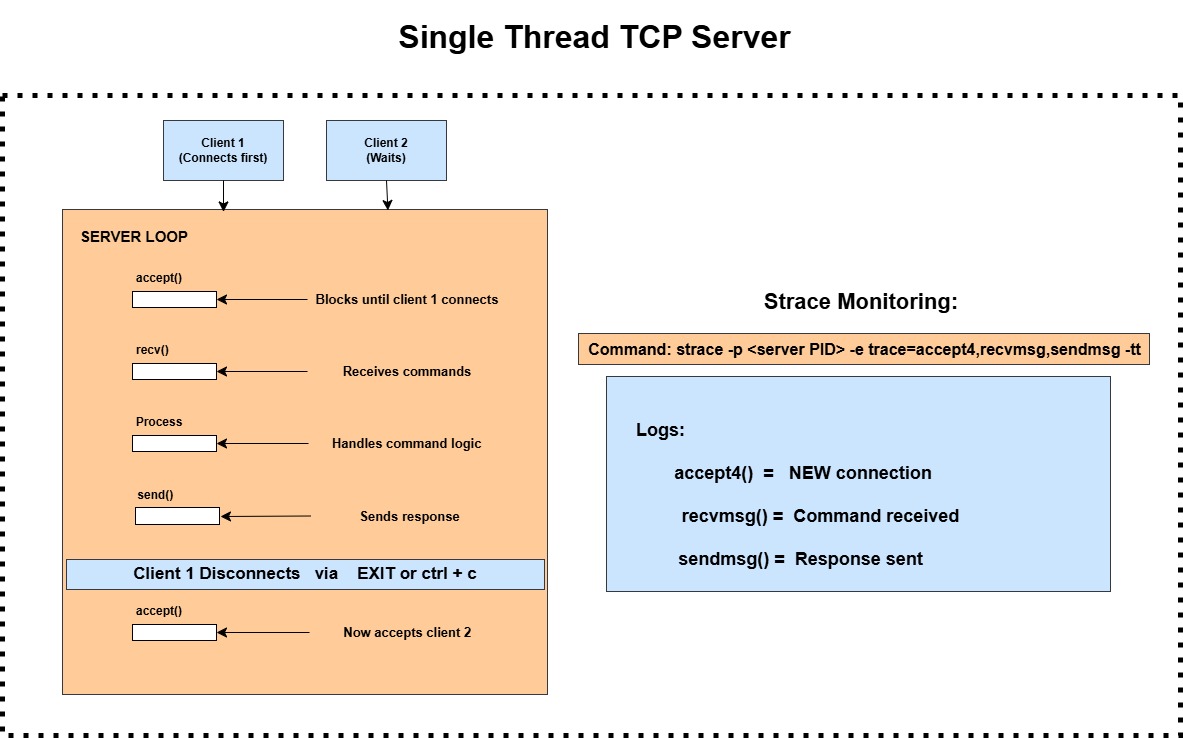 Single Thread TCP Server
Client 1
(Connects first)
Client 2
(Waits)
SERVER LOOP
accept()
Blocks until client 1 connects
recv()
Receives commands
Process
Handles command logic
send()
Sends response
Client 1 Disconnects via EXIT or ctrl + c
accept()
Now accepts client 2
Strace Monitoring:
Command: strace -p <server PID> -e trace=accept4,recvmsg,sendmsg -tt
Logs:
accept4() = NEW connection
recvmsg() = Command received
sendmsg() = Response sent